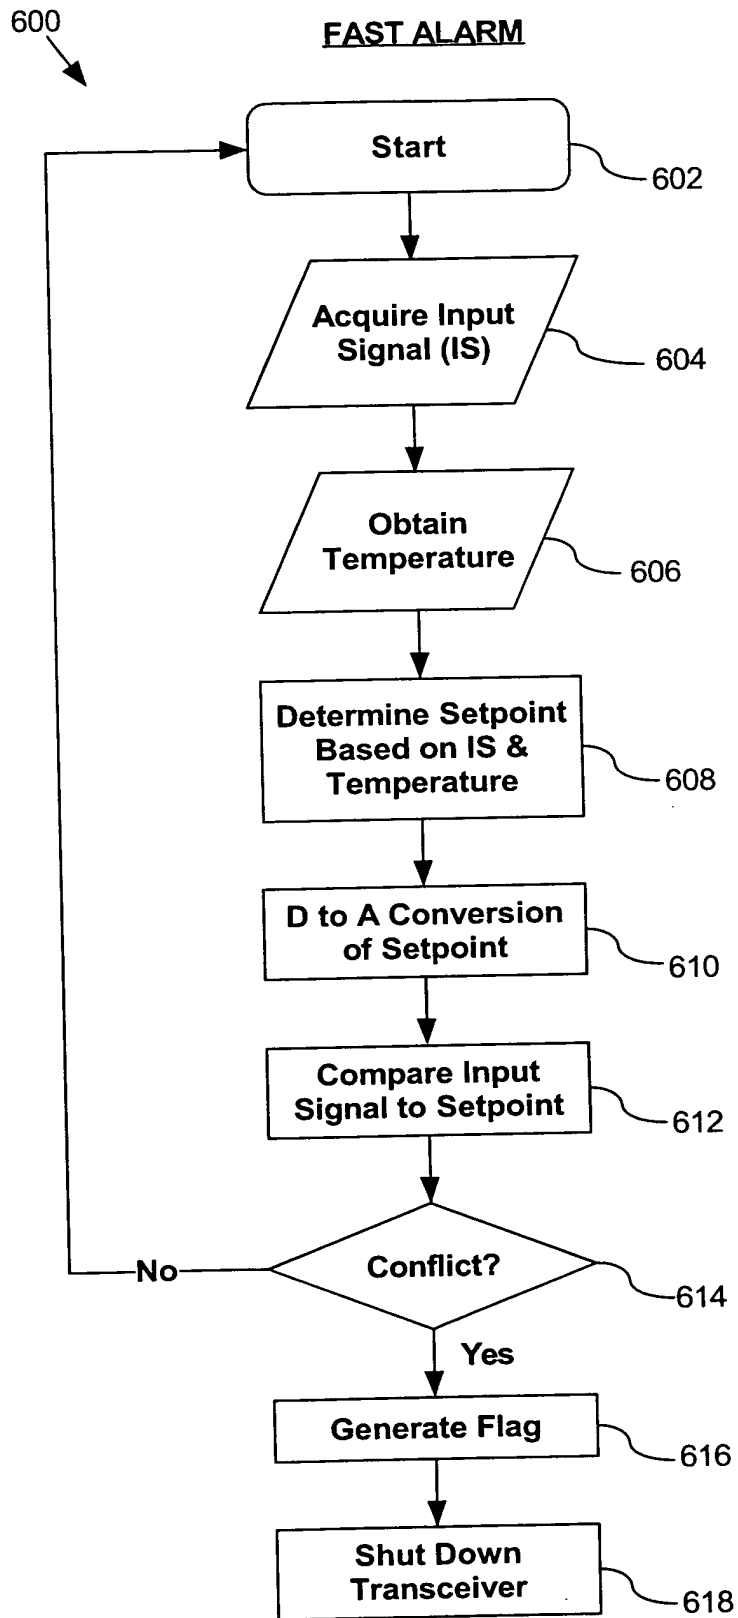 600
FAST ALARM
Start
602
Acquire Input
Signal (IS)
604
Obtain
Temperature
606
Determine Setpoint
Based on IS &
Temperature
608
D to A Conversion
of Setpoint
610
Compare Input
Signal to Setpoint
612
Conflict?
614
No
Yes
Generate Flag
616
Shut Down
Transceiver
618